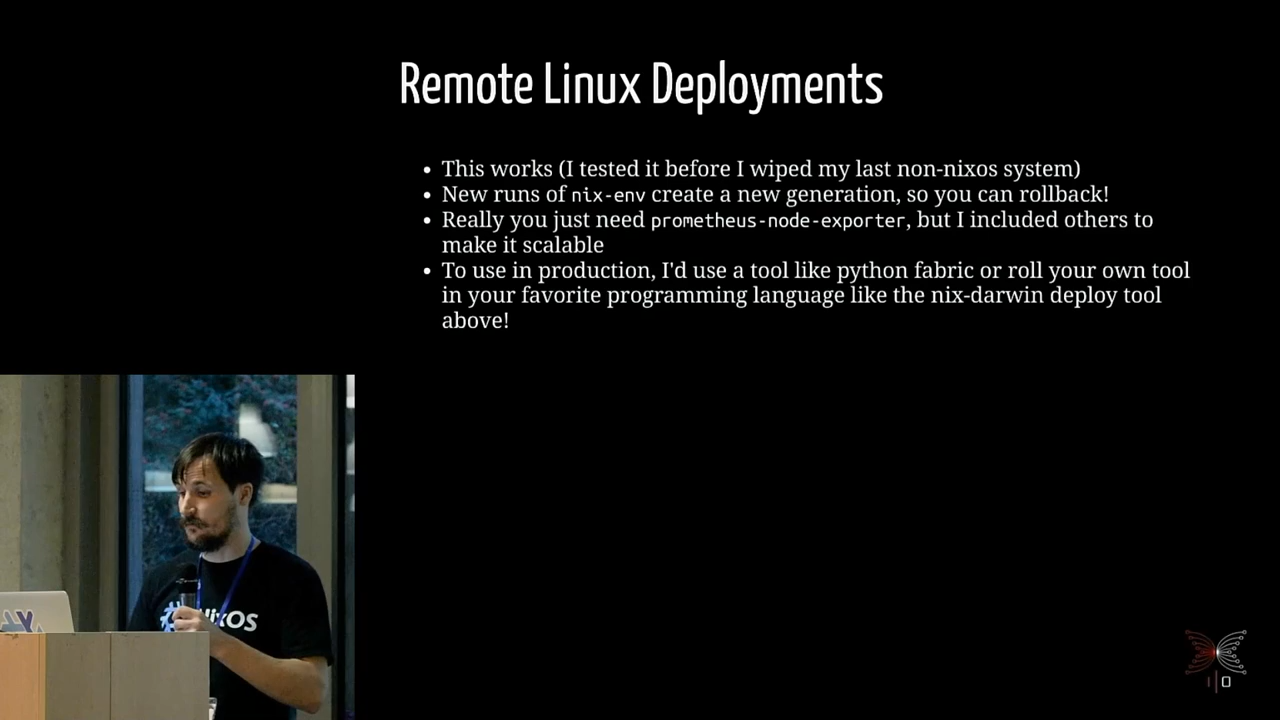 Remote Linux Deployments
• This works (I tested it before I wiped my last non-nixos system)
• New runs of nix-env create a new generation, so you can rollback!
• Really you just need prometheus-node-exporter, but I included others to
make it scalable
• To use in production, I'd use a tool like python fabric or roll your own tool
in your favorite programming language like the nix-darwin deploy tool
above!
NixOS
I|O